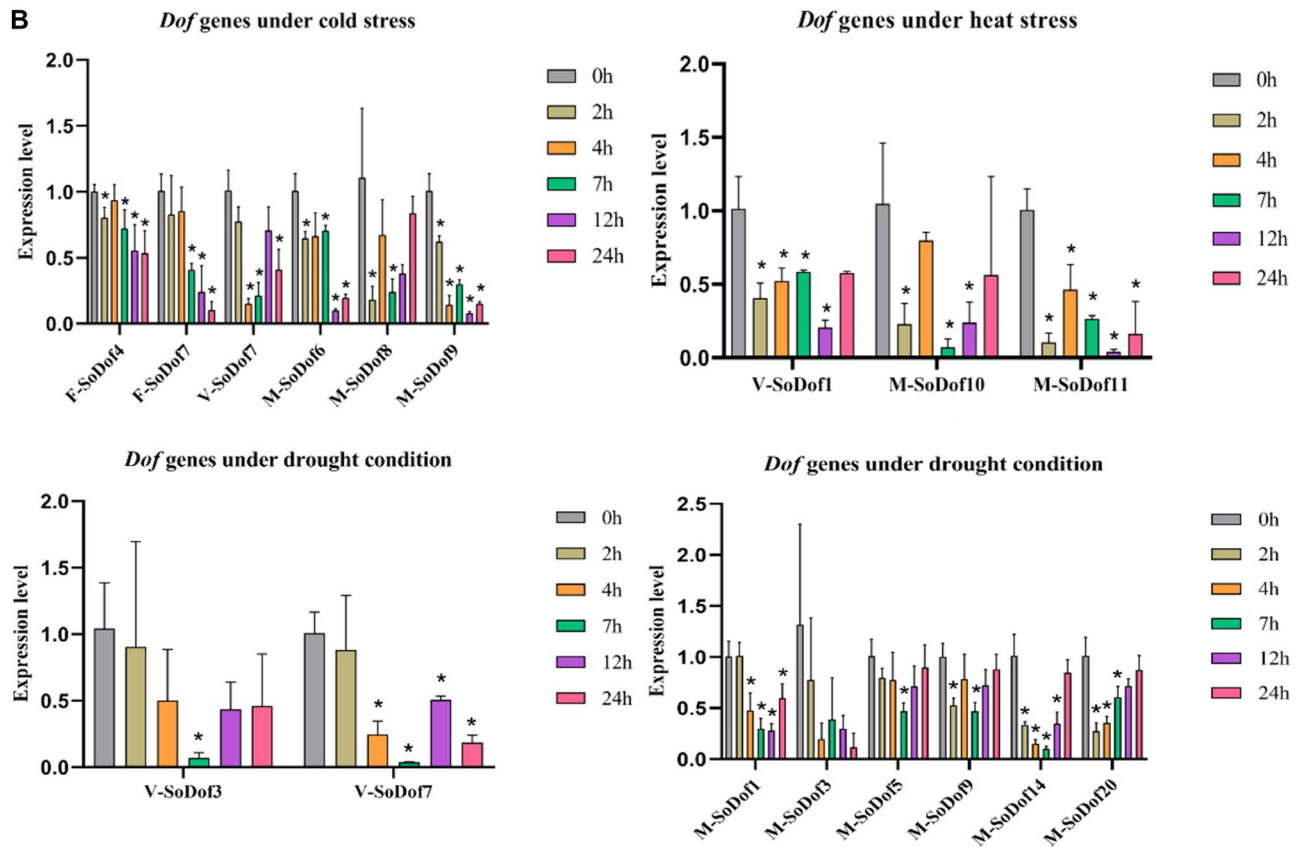 B
Dof genes under cold stress
Expression level
2.0
1.5
1.0
0.5
0.0
* * * * * * * * * * * * * * * * * * * * *
F-SoDof4
F-SoDof7
V-SoDof7
M-SoDof6
M-SoDof8
M-SoDof9
0h
2h
4h
7h
12h
24h
Dof genes under heat stress
Expression level
2.0
1.5
1.0
0.5
0.0
* * * * * * * * * * * *
V-SoDof1
M-SoDof10
M-SoDof11
0h
2h
4h
7h
12h
24h
Dof genes under drought condition
Expression level
2.0
1.5
1.0
0.5
0.0
* * * * *
V-SoDof3
V-SoDof7
0h
2h
4h
7h
12h
24h
Dof genes under drought condition
Expression level
2.5
2.0
1.5
1.0
0.5
0.0
* * * * * * * * * * * * * *
M-SoDof1
M-SoDof3
M-SoDof5
M-SoDof9
M-SoDof14
M-SoDof20
0h
2h
4h
7h
12h
24h